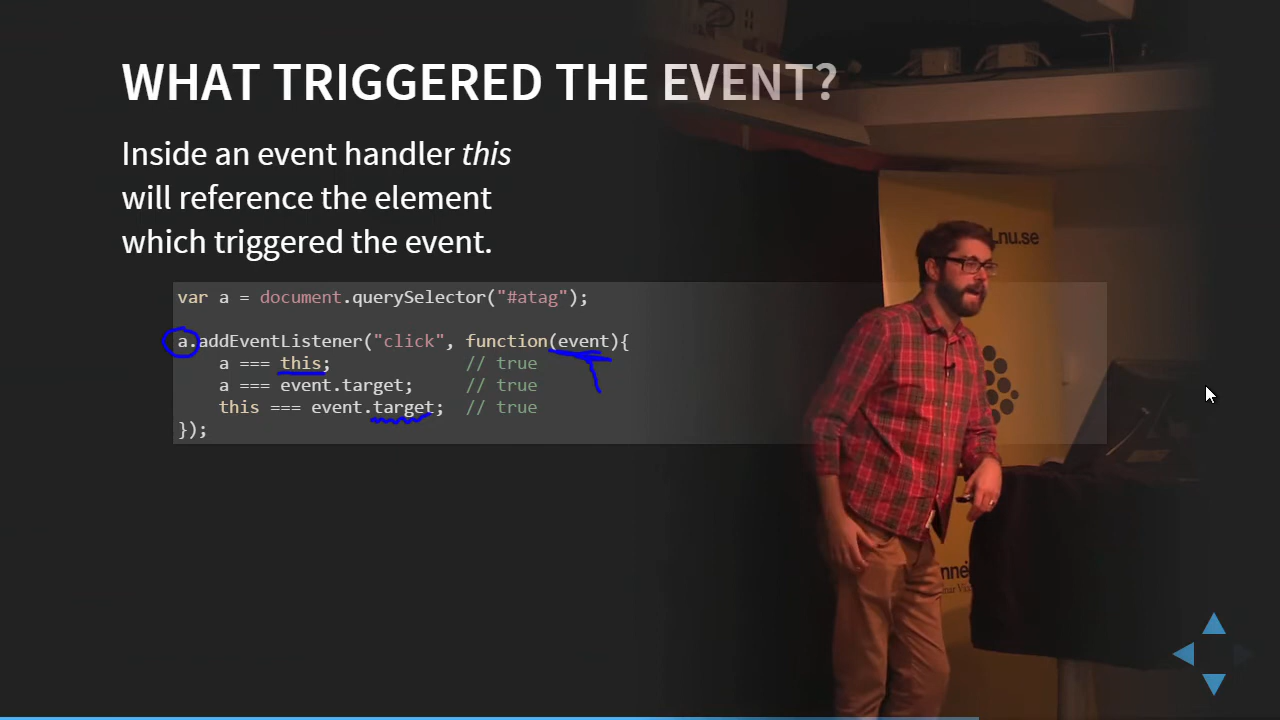 WHAT TRIGGERED THE EVENT?
Inside an event handler this
will reference the element
which triggered the event.
var a = document.querySelector("#atag");
a.addEventListener("click", function(event){
    a === this;             // true
    a === event.target;     // true
    this === event.target;  // true
});
Lnu.se